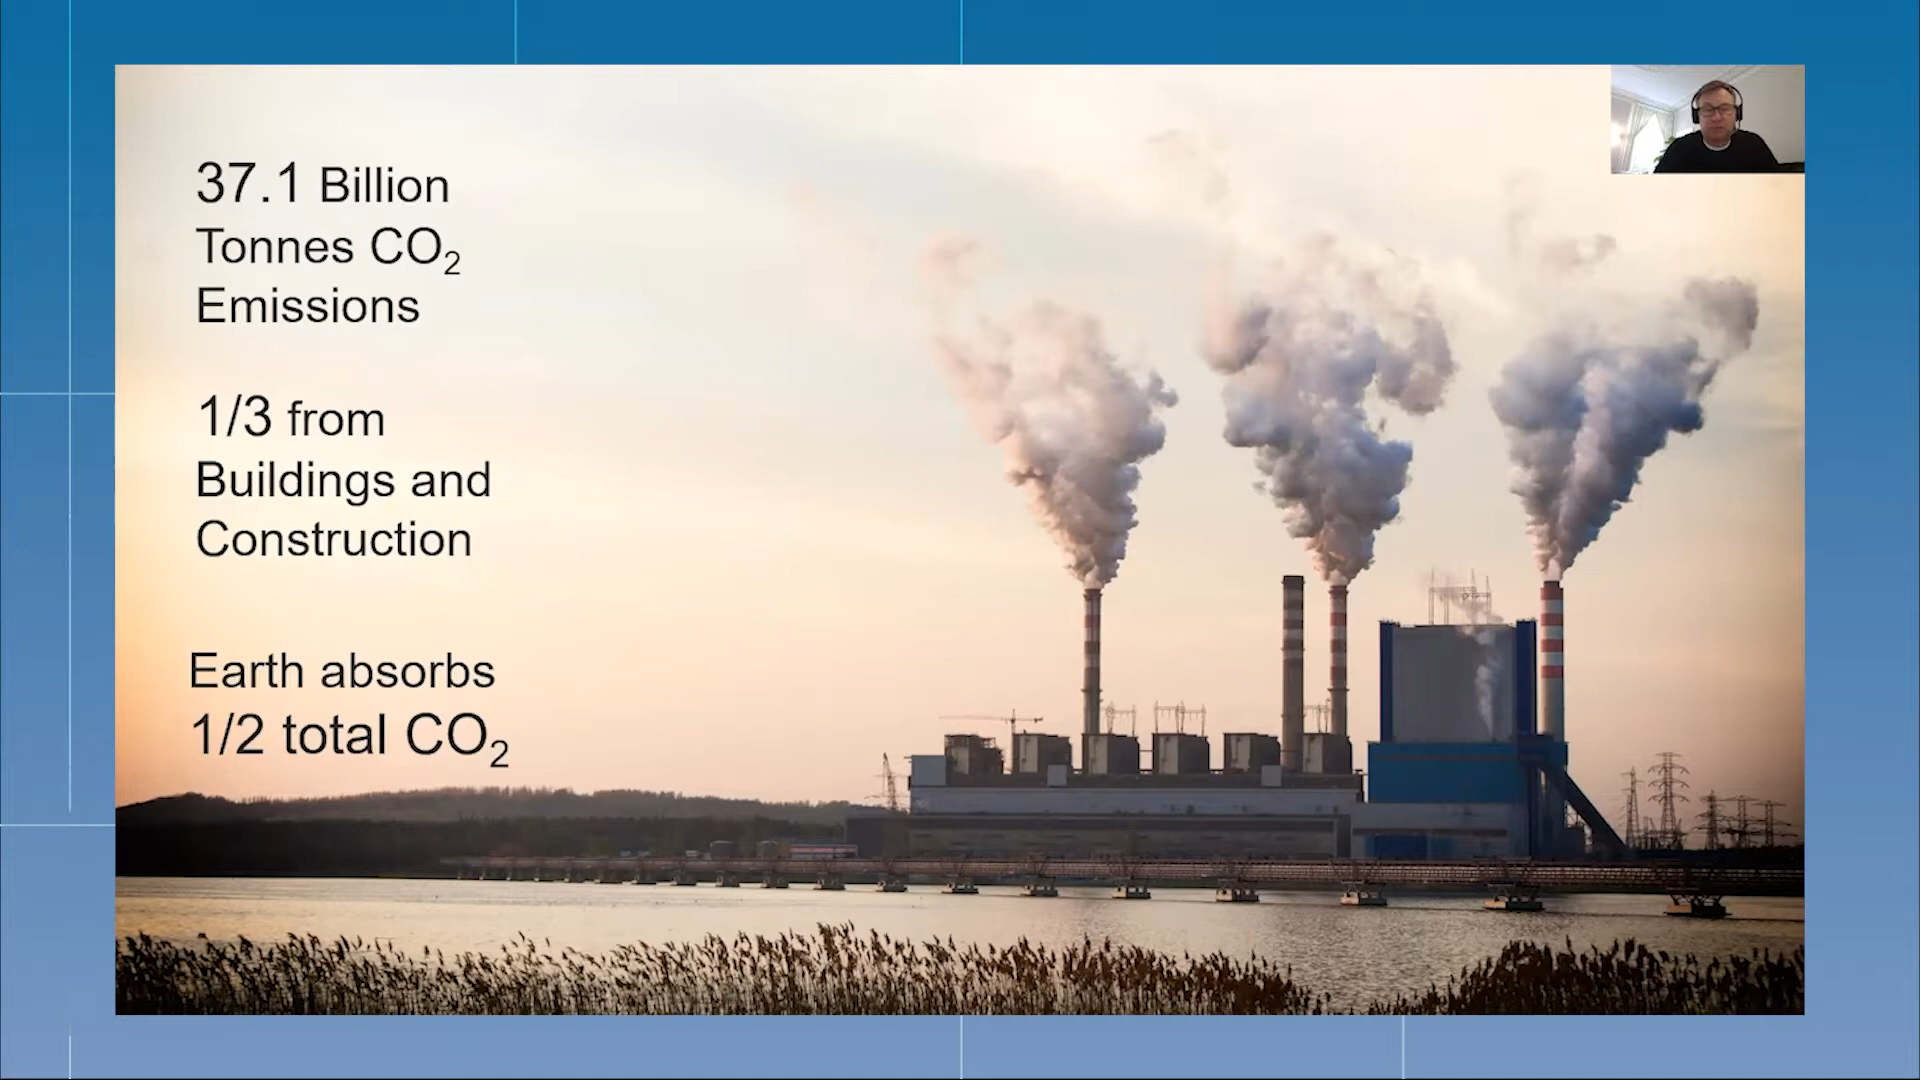 37.1 Billion
Tonnes CO₂
Emissions
1/3 from
Buildings and
Construction
Earth absorbs
1/2 total CO₂